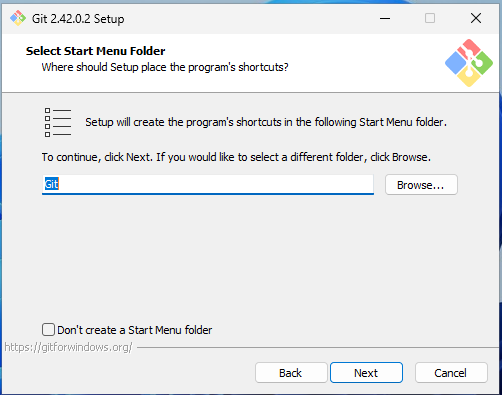 Git 2.42.0.2 Setup
Select Start Menu Folder
Where should Setup place the program's shortcuts?
Setup will create the program's shortcuts in the following Start Menu folder.
To continue, click Next. If you would like to select a different folder, click Browse.
Git
Browse...
Don't create a Start Menu folder
https://gitforwindows.org/
Back
Next
Cancel